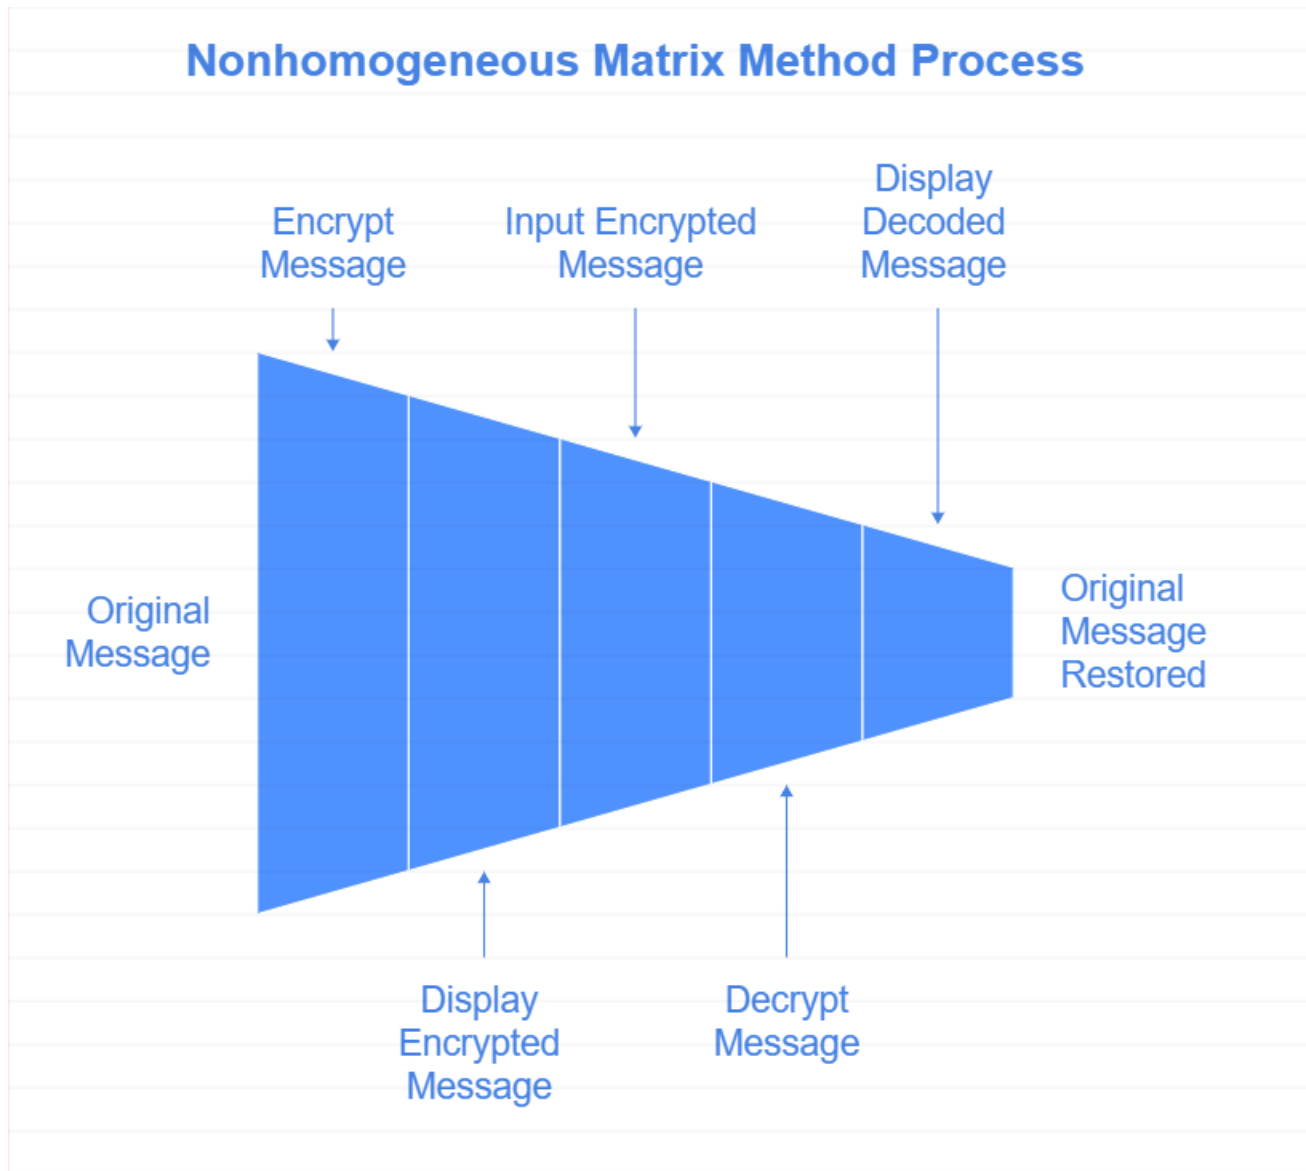 Nonhomogeneous Matrix Method Process
Encrypt
Message
Input Encrypted
Message
Display
Decoded
Message
Original
Message
Original
Message
Restored
Display
Encrypted
Message
Decrypt
Message